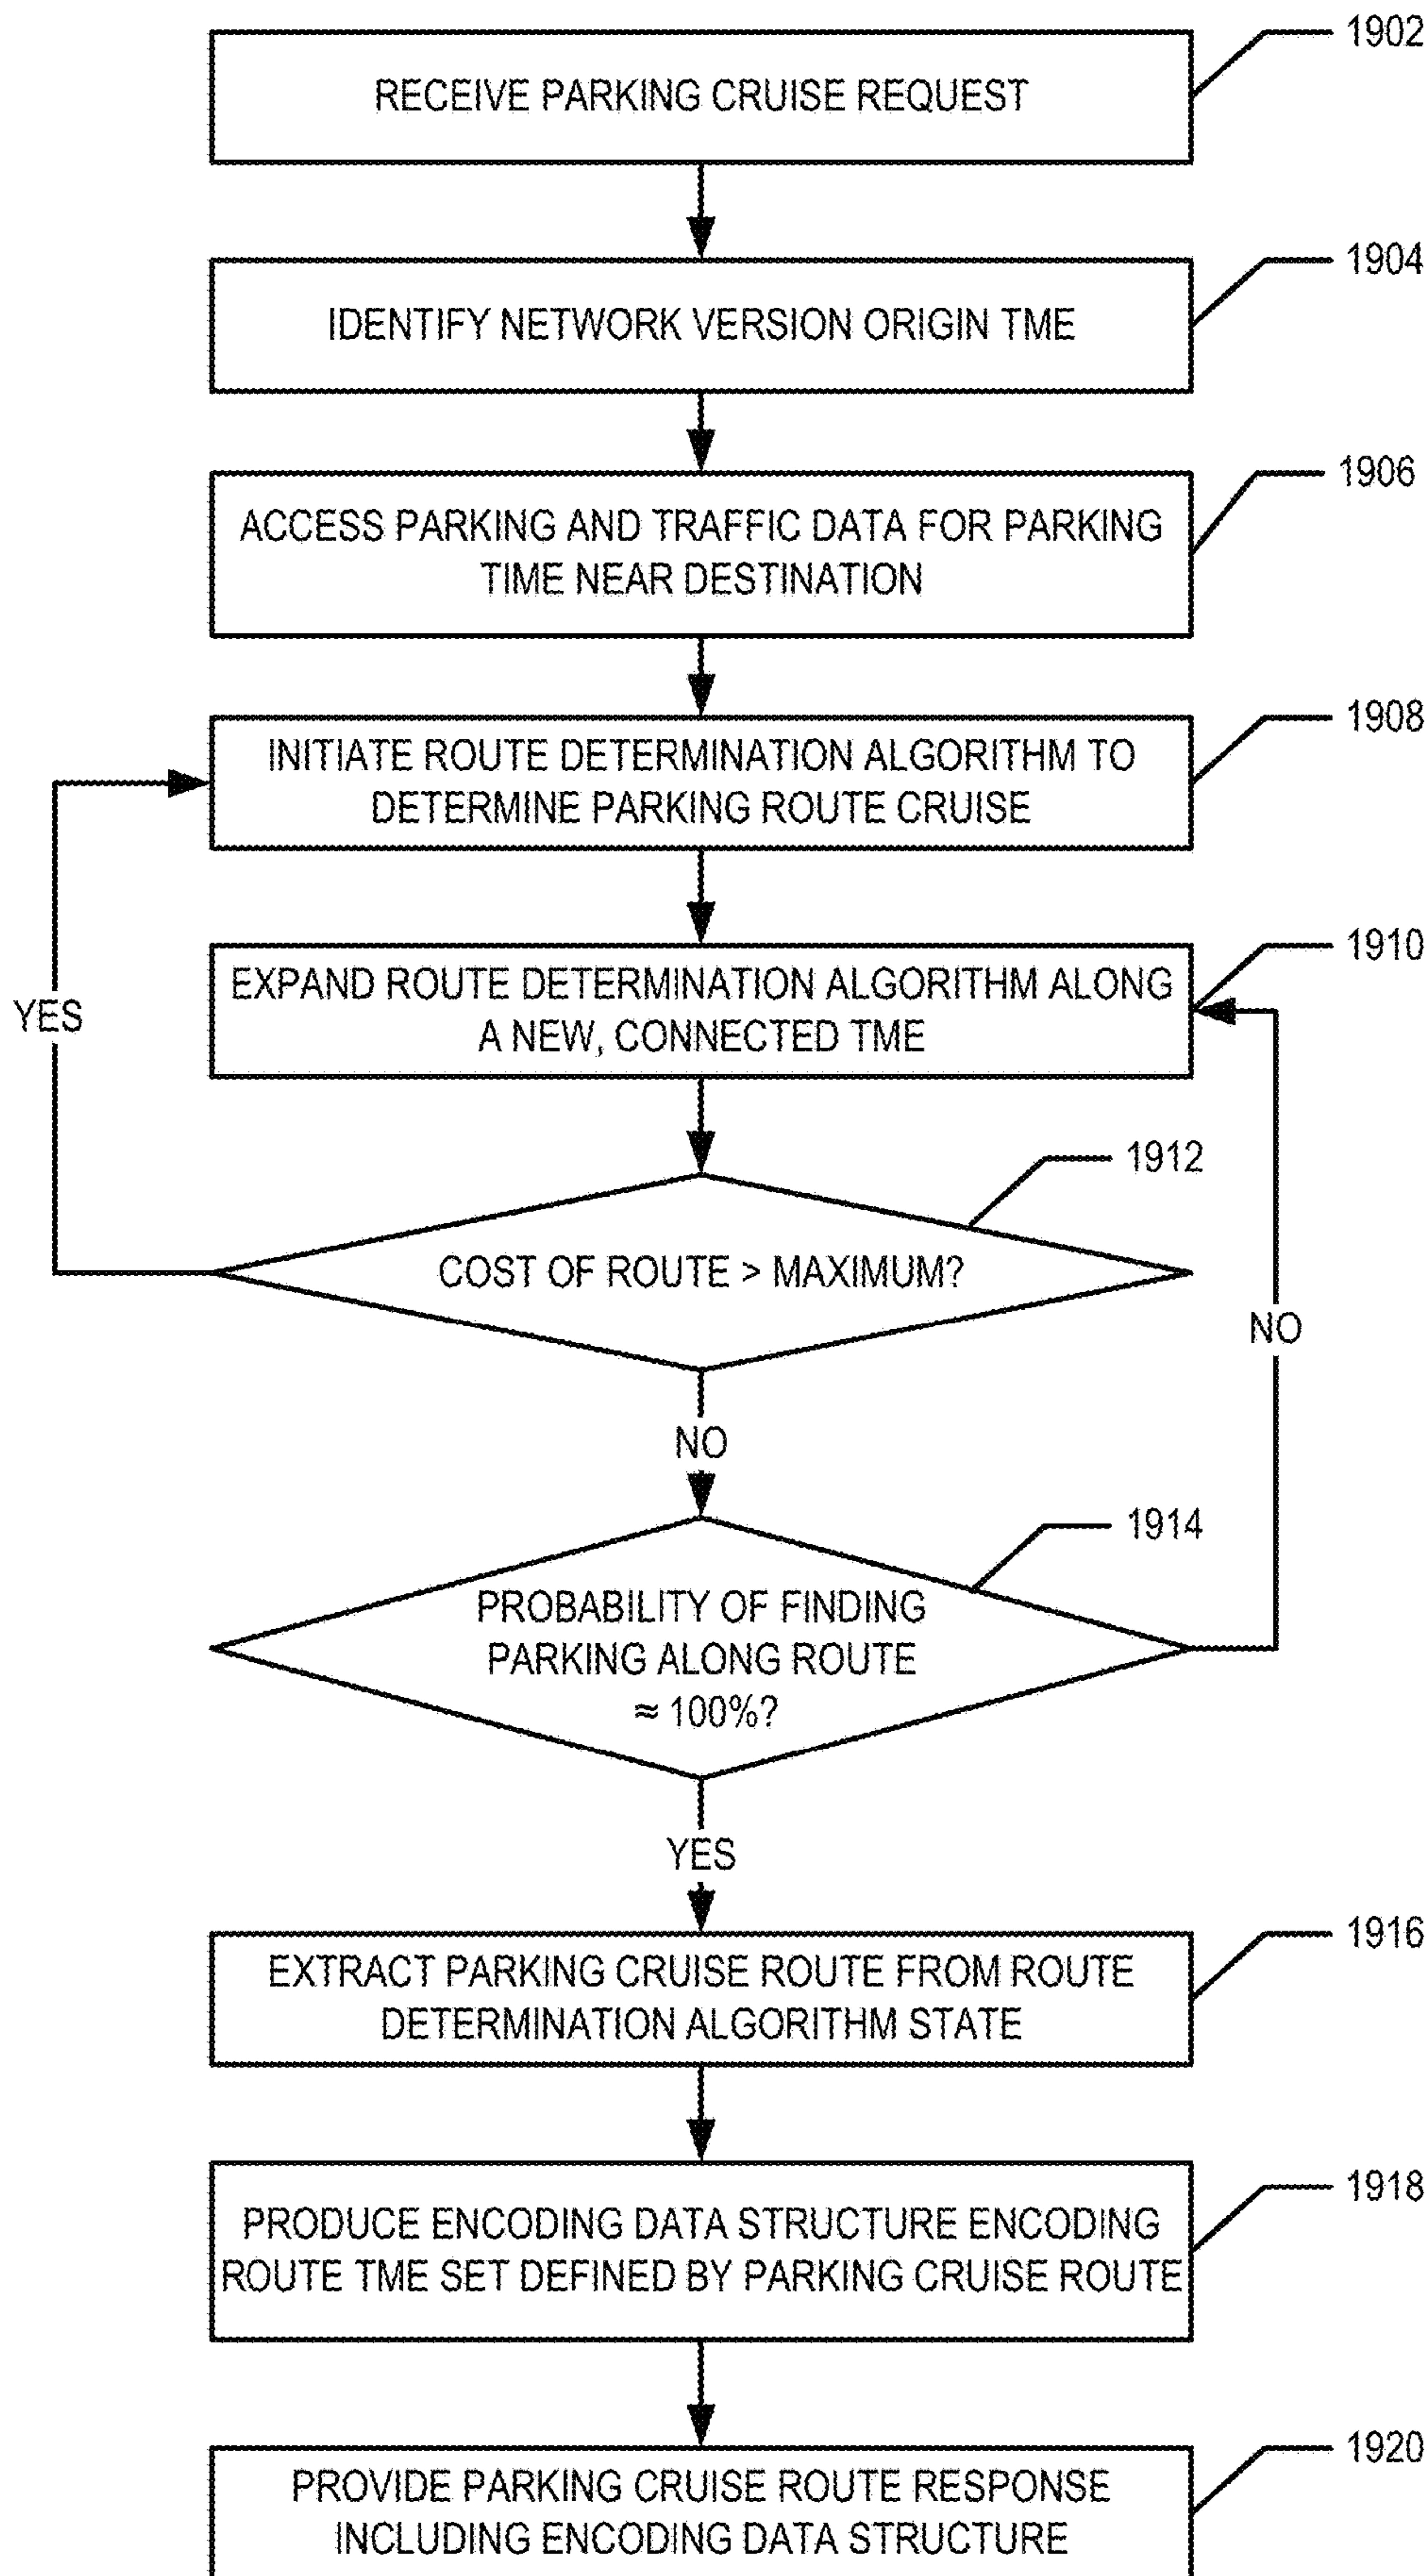 1902
RECEIVE PARKING CRUISE REQUEST
1904
IDENTIFY NETWORK VERSION ORIGIN TME
1906
ACCESS PARKING AND TRAFFIC DATA FOR PARKING
TIME NEAR DESTINATION
1908
INITIATE ROUTE DETERMINATION ALGORITHM TO
DETERMINE PARKING ROUTE CRUISE
1910
EXPAND ROUTE DETERMINATION ALGORITHM ALONG
A NEW, CONNECTED TME
YES
1912
COST OF ROUTE > MAXIMUM?
NO
NO
1914
PROBABILITY OF FINDING
PARKING ALONG ROUTE
≈ 100%?
YES
1916
EXTRACT PARKING CRUISE ROUTE FROM ROUTE
DETERMINATION ALGORITHM STATE
1918
PRODUCE ENCODING DATA STRUCTURE ENCODING
ROUTE TME SET DEFINED BY PARKING CRUISE ROUTE
1920
PROVIDE PARKING CRUISE ROUTE RESPONSE
INCLUDING ENCODING DATA STRUCTURE